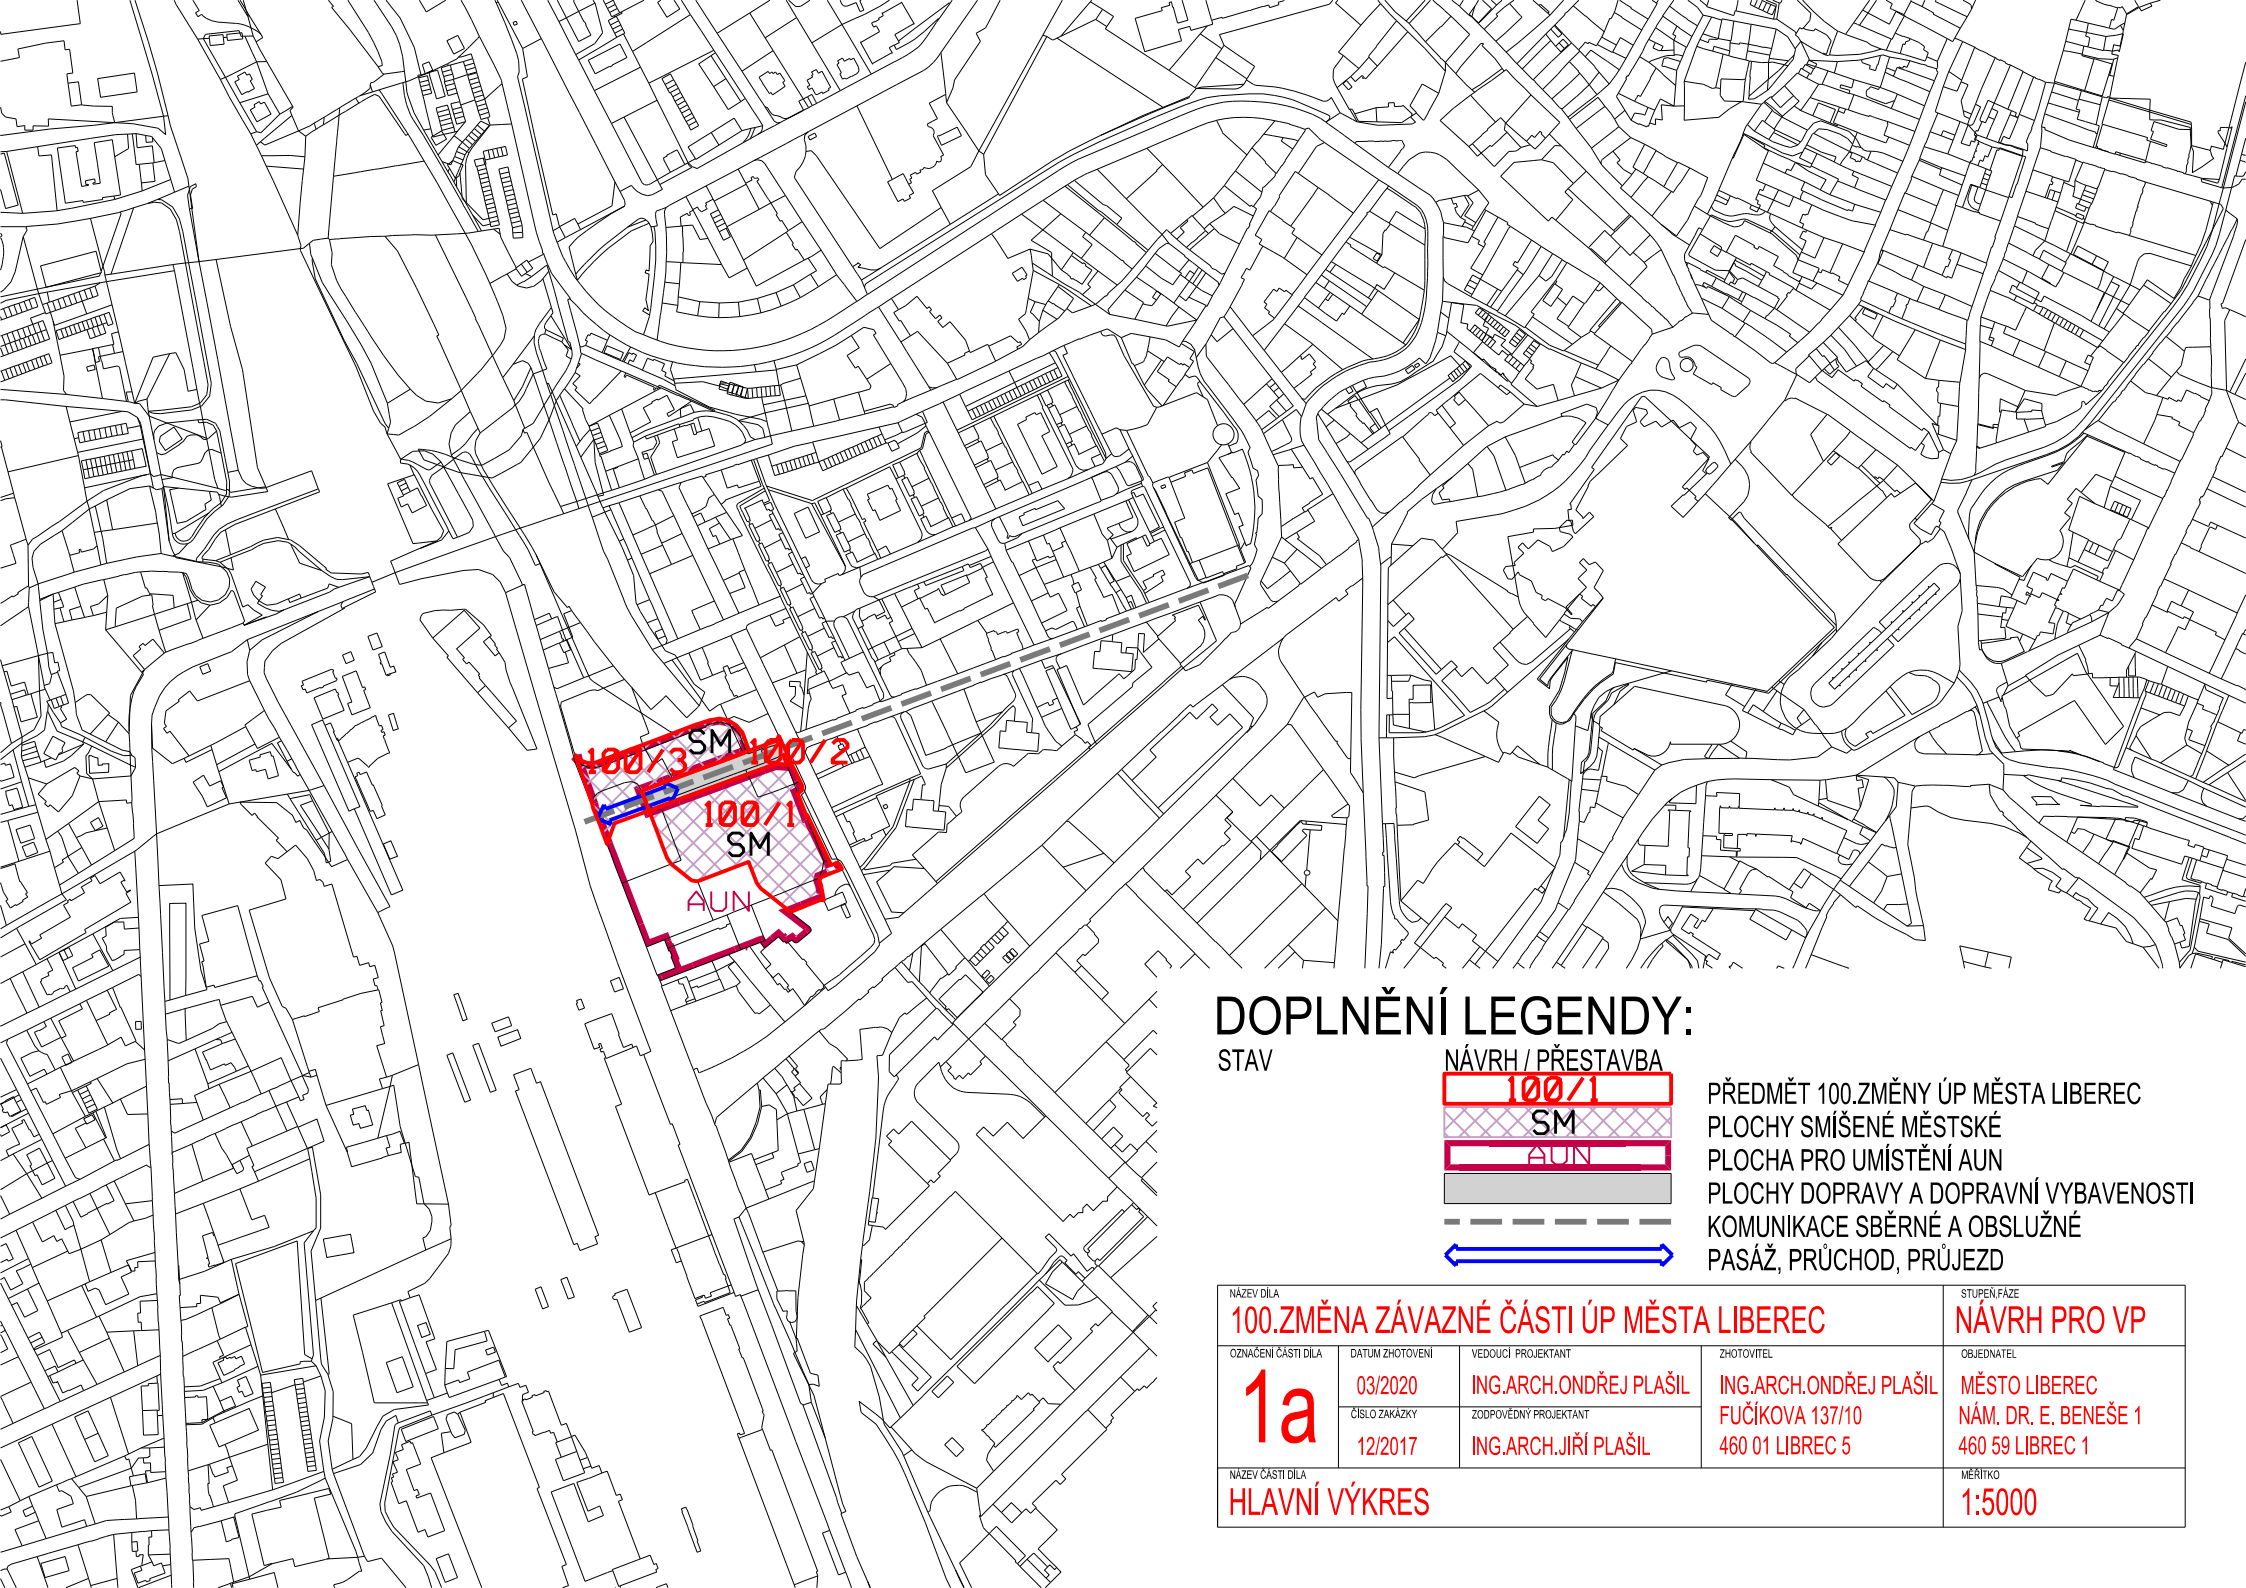 SM
100/3
100/2
100/1
SM
AUN
DOPLNĚNÍ LEGENDY:
STAV
NÁVRH / PŘESTAVBA
100/1
PŘEDMĚT 100.ZMĚNY ÚP MĚSTA LIBEREC
SM
PLOCHY SMÍŠENÉ MĚSTSKÉ
AUN
PLOCHA PRO UMÍSTĚNÍ AUN
PLOCHY DOPRAVY A DOPRAVNÍ VYBAVENOSTI
KOMUNIKACE SBĚRNÉ A OBSLUŽNÉ
PASÁŽ, PRŮCHOD, PRŮJEZD
NÁZEV DÍLA
100.ZMĚNA ZÁVAZNÉ ČÁSTI ÚP MĚSTA LIBEREC
STUPEŇ,FÁZE
NÁVRH PRO VP
OZNAČENÍ ČÁSTI DÍLA
1a
DATUM ZHOTOVENÍ
03/2020
ČÍSLO ZAKÁZKY
12/2017
VEDOUCÍ PROJEKTANT
ING.ARCH.ONDŘEJ PLAŠIL
ZODPOVĚDNÝ PROJEKTANT
ING.ARCH.JIŘÍ PLAŠIL
ZHOTOVITEL
ING.ARCH.ONDŘEJ PLAŠIL
FUČÍKOVA 137/10
460 01 LIBREC 5
OBJEDNATEL
MĚSTO LIBEREC
NÁM. DR. E. BENEŠE 1
460 59 LIBREC 1
NÁZEV ČÁSTI DÍLA
HLAVNÍ VÝKRES
MĚŘÍTKO
1:5000